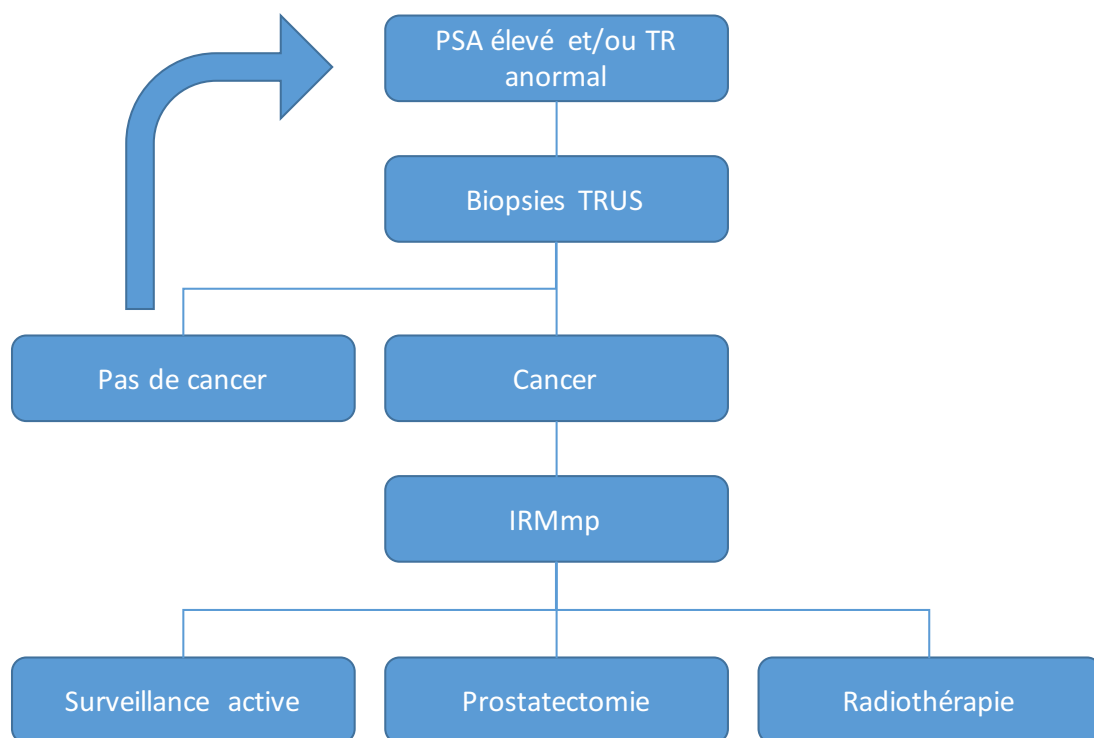 PSA élevé et/ou TR
anormal
Biopsies TRUS
Pas de cancer
Cancer
IRMmp
Surveillance active
Prostatectomie
Radiothérapie